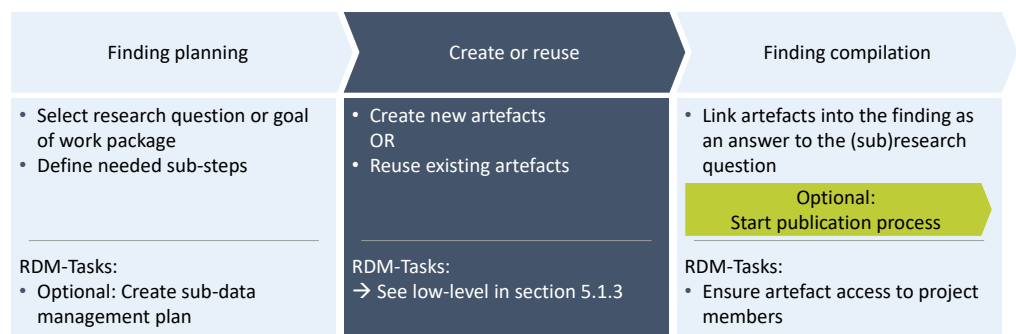 Finding planning
Create or reuse
Finding compilation
• Select research question or goal
of work package
• Define needed sub-steps
RDM-Tasks:
• Optional: Create sub-data
management plan
• Create new artefacts
OR
• Reuse existing artefacts
RDM-Tasks:
→ See low-level in section 5.1.3
• Link artefacts into the finding as
an answer to the (sub)research
question
Optional:
Start publication process
RDM-Tasks:
• Ensure artefact access to project
members